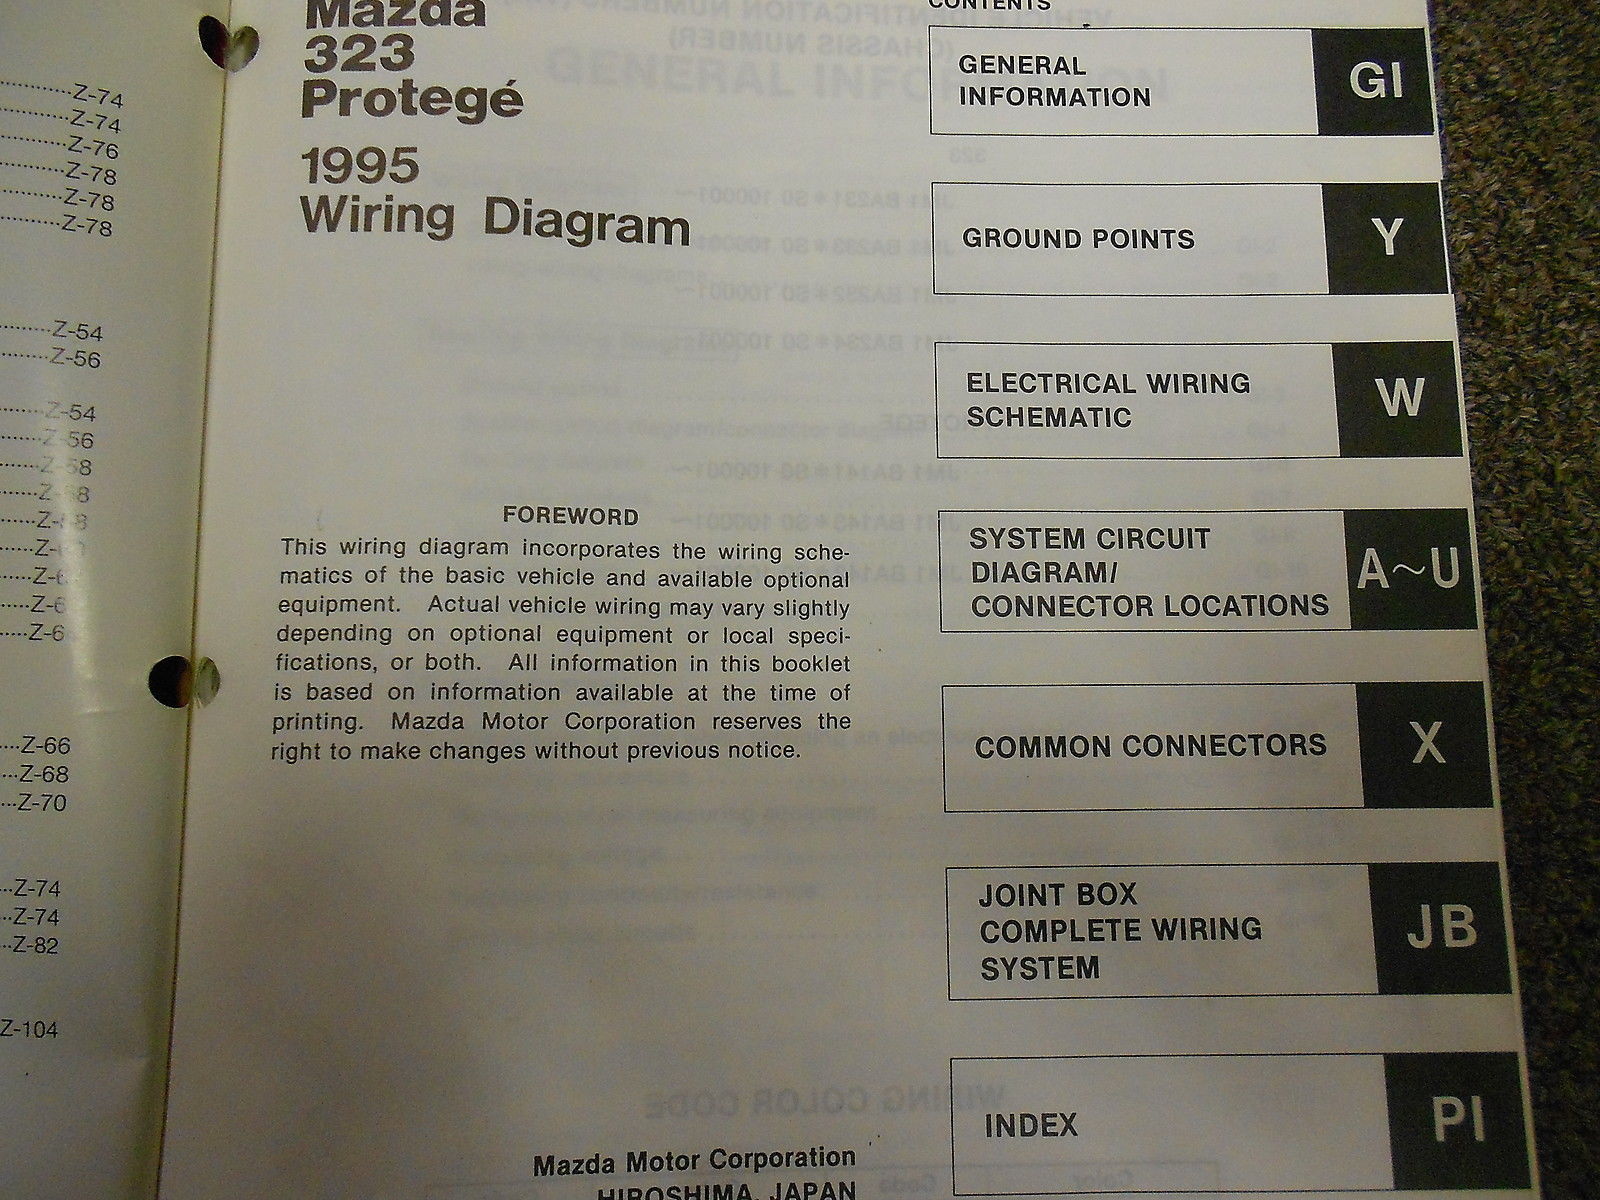 Z-74
Z-74
Z-76
Z-78
Z-78
Z-78
Z-54
Z-56
Z-54
Z-56
Z-58
Z-66
Z-68
Z-70
Z-74
Z-74
Z-82
Z-104
Mazda
323
Protegé
1995
Wiring Diagram
FOREWORD
This wiring diagram incorporates the wiring sche-
matics of the basic vehicle and available optional
equipment. Actual vehicle wiring may vary slightly
depending on optional equipment or local speci-
fications, or both. All information in this booklet
is based on information available at the time of
printing. Mazda Motor Corporation reserves the
right to make changes without previous notice.
Mazda Motor Corporation
HIROSHIMA, JAPAN
CONTENTS
GENERAL
INFORMATION
GI
GROUND POINTS
Y
ELECTRICAL WIRING
SCHEMATIC
W
SYSTEM CIRCUIT
DIAGRAM/
CONNECTOR LOCATIONS
A~U
COMMON CONNECTORS
X
JOINT BOX
COMPLETE WIRING
SYSTEM
JB
INDEX
PI